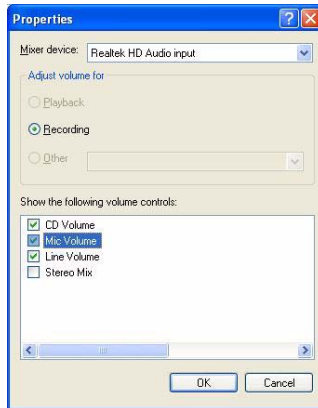 Properties
Mixer device: Realtek HD Audio input
Adjust volume for
Playback
Recording
Other
Show the following volume controls:
CD Volume
Mic Volume
Line Volume
Stereo Mix
OK Cancel